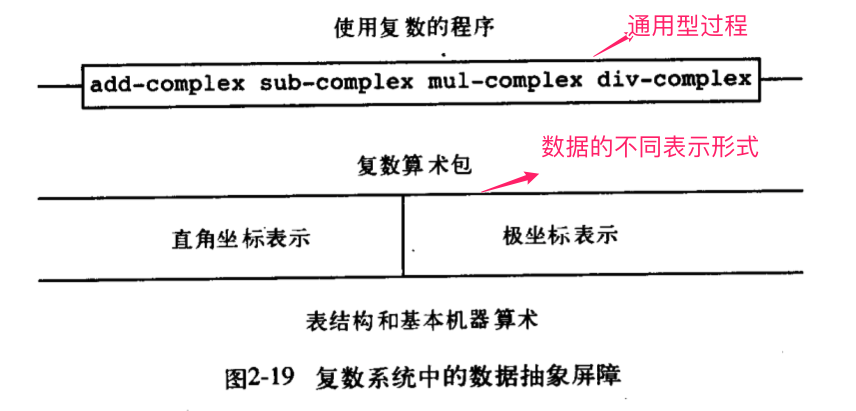 使用复数的程序
通用型过程
add-complex sub-complex mul-complex div-complex
数据的不同表示形式
复数算术包
直角坐标表示
极坐标表示
表结构和基本机器算术
图2-19 复数系统中的数据抽象屏障